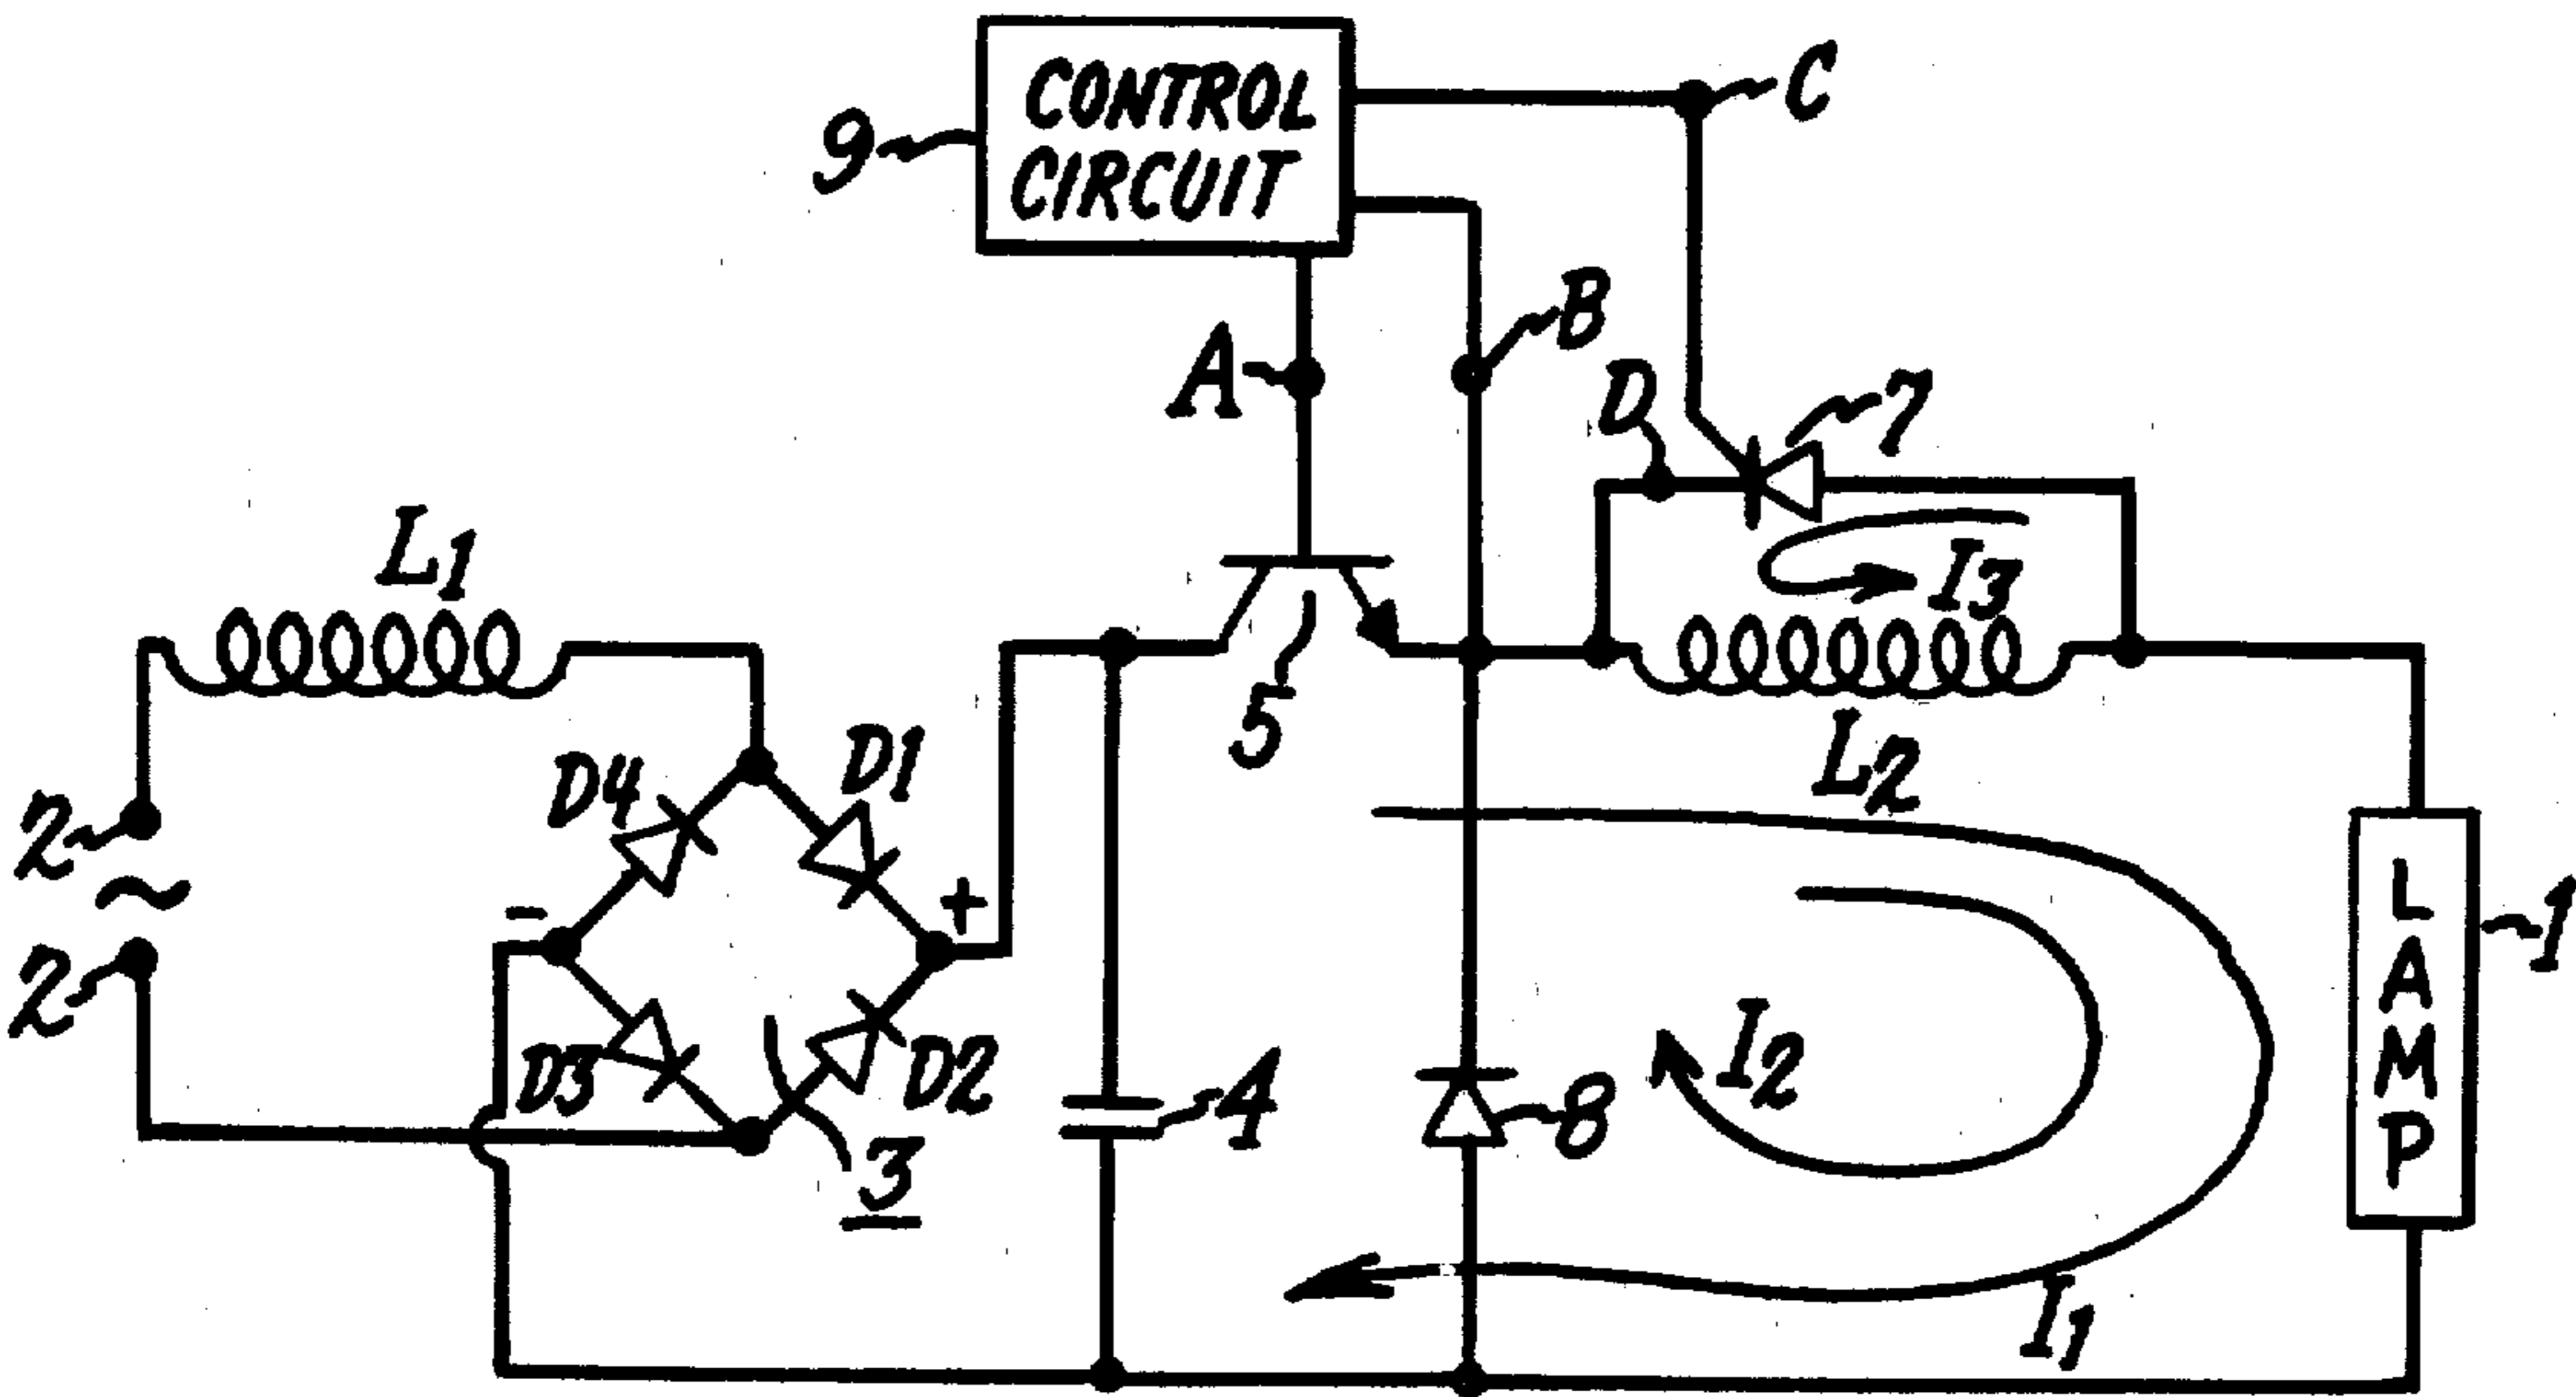 CONTROL
CIRCUIT
9
C
A
B
D
7
L1
I3
5
L2
D4
D1
2
~
2
-
+
LAMP
1
D3
D2
3
4
8
I2
I1